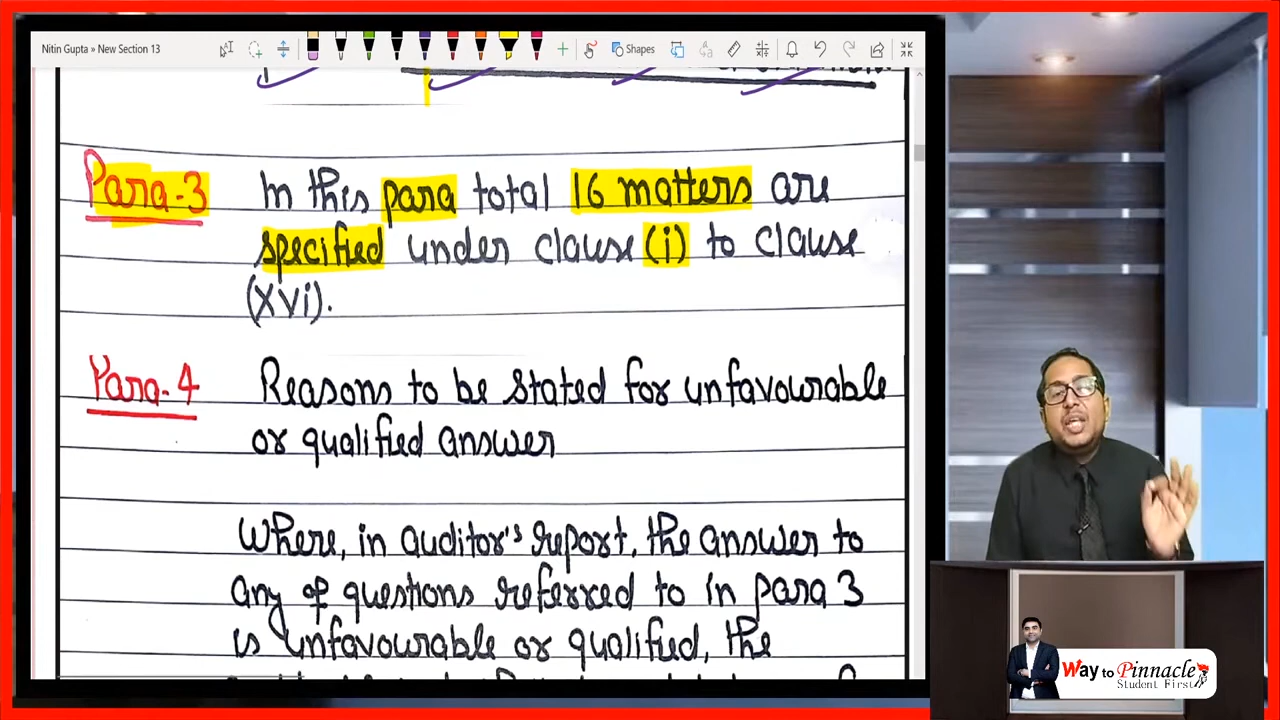 Nitin Gupta » New Section 13
Shapes
Para-3 In this para total 16 matters are
specified under clause (i) to clause
(XVi).
Para-4 Reasons to be stated for unfavourable
or qualified answer
Where, in auditor's report, the answer to
any of questions referred to in para 3
is unfavourable or qualified, the
Way to Pinnacle
Student First